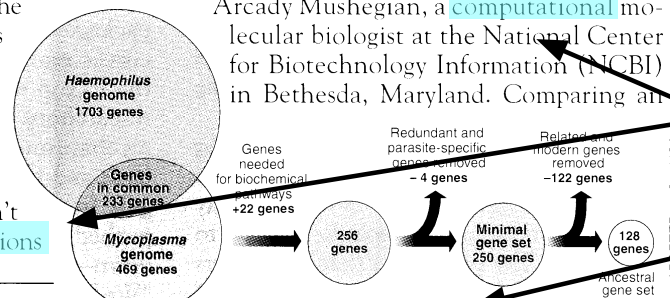 he
s
Arcady Mushegian, a computational mo-
lecular biologist at the National Center
for Biotechnology Information (NCBI)
in Bethesda, Maryland. Comparing an
Haemophilus
genome
1703 genes
Genes
in common
233 genes
Mycoplasma
genome
469 genes
n't
ions
Genes
needed
for biochemical
pathways
+22 genes
256
genes
Redundant and
parasite-specific
genes removed
– 4 genes
Minimal
gene set
250 genes
Related and
modern genes
removed
–122 genes
128
genes
Ancestral
gene set